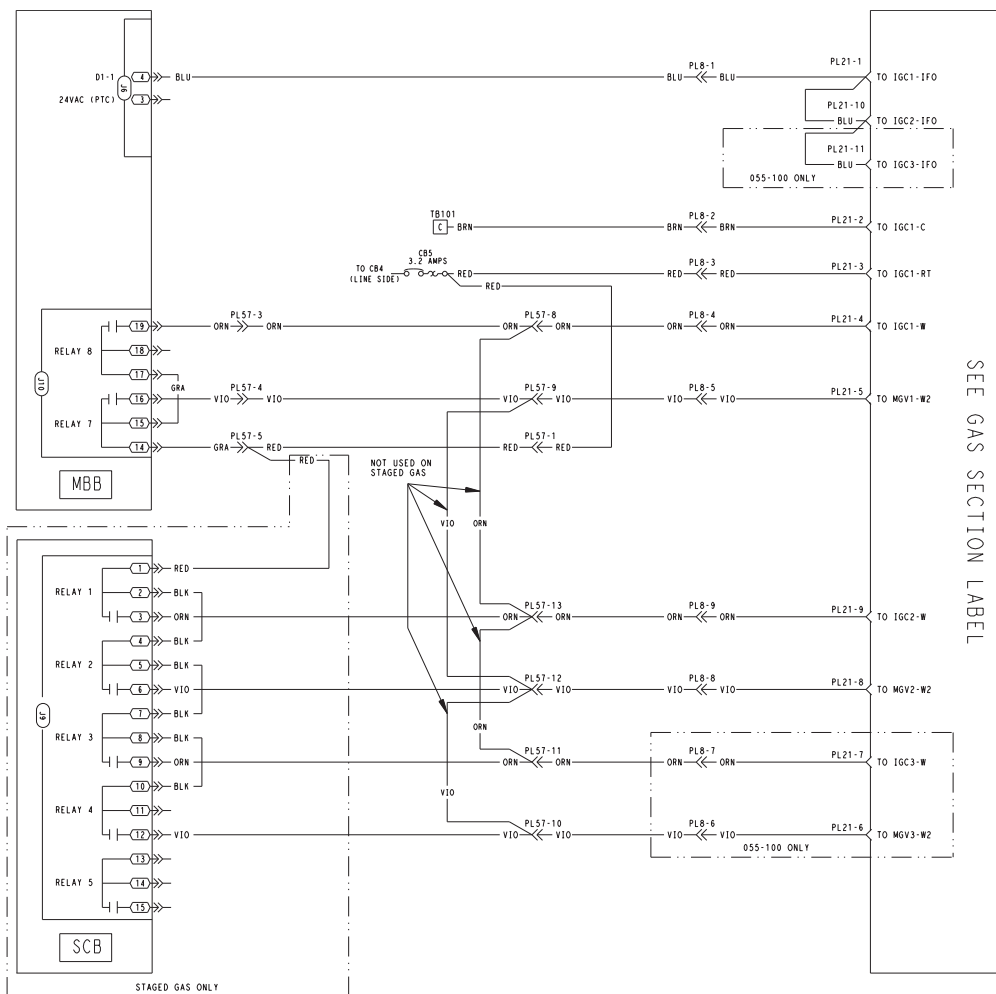 D1-1 4 BLU BLU PL8-1 BLU PL21-1 TO IGC1-IFO
J6
24VAC (PTC) 3
PL21-10
BLU TO IGC2-IFO
PL21-11
BLU TO IGC3-IFO
055-100 ONLY
TB101
C BRN BRN PL8-2 BRN PL21-2 TO IGC1-C
CB5
3.2 AMPS
TO CB4
(LINE SIDE)
RED RED PL8-3 RED PL21-3 TO IGC1-RT
RED
19 ORN PL57-3 ORN ORN PL57-8 ORN ORN PL8-4 ORN PL21-4 TO IGC1-W
RELAY 8 18
17
GRA
J10
16 VIO PL57-4 VIO VIO PL57-9 VIO VIO PL8-5 VIO PL21-5 TO MGV1-W2
RELAY 7 15
14 GRA PL57-5 RED RED PL57-1 RED
RED
MBB
NOT USED ON
STAGED GAS
VIO ORN
SEE GAS SECTION LABEL
1 RED
RELAY 1 2 BLK
3 ORN ORN PL57-13 ORN ORN PL8-9 ORN PL21-9 TO IGC2-W
4 BLK
RELAY 2 5 BLK
6 VIO VIO PL57-12 VIO VIO PL8-8 VIO PL21-8 TO MGV2-W2
J9
7 BLK
ORN
RELAY 3 8 BLK
9 ORN ORN PL57-11 ORN ORN PL8-7 ORN PL21-7 TO IGC3-W
10 BLK
VIO
RELAY 4 11
12 VIO VIO PL57-10 VIO VIO PL8-6 VIO PL21-6 TO MGV3-W2
055-100 ONLY
13
RELAY 5 14
15
SCB
STAGED GAS ONLY